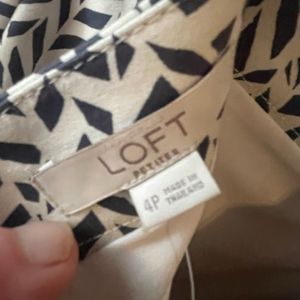 LOFT
PETITES
4P
MADE IN
THAILAND